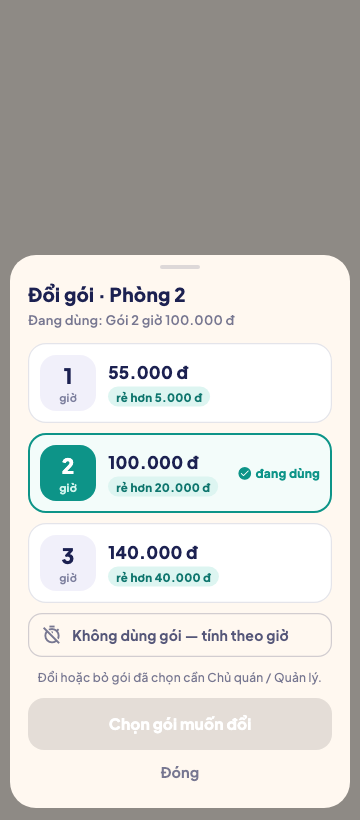 Đổi gói · Phòng 2
Đang dùng: Gói 2 giờ 100.000 đ
1
giờ
55.000 đ
rẻ hơn 5.000 đ
2
giờ
100.000 đ
rẻ hơn 20.000 đ
đang dùng
3
giờ
140.000 đ
rẻ hơn 40.000 đ
Không dùng gói — tính theo giờ
Đổi hoặc bỏ gói đã chọn cần Chủ quán / Quản lý.
Chọn gói muốn đổi
Đóng